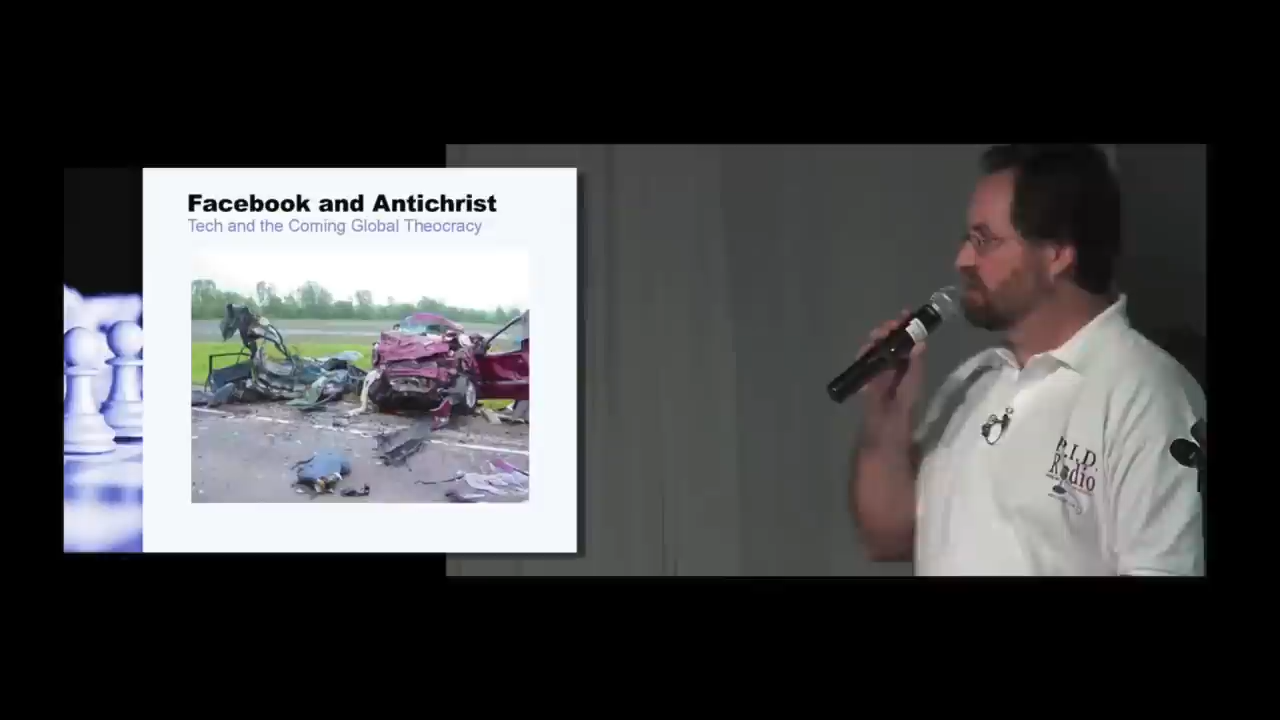 Facebook and Antichrist
Tech and the Coming Global Theocracy
P.I.D.
Radio